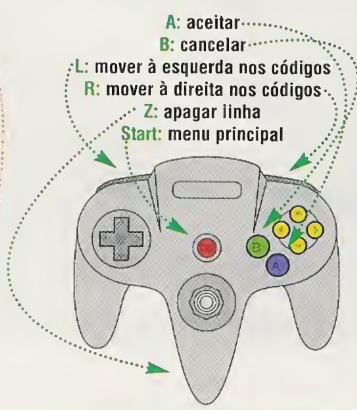 A: aceitar
B: cancelar
L: mover à esquerda nos códigos
R: mover à direita nos códigos
Z: apagar linha
Start: menu principal
B
A